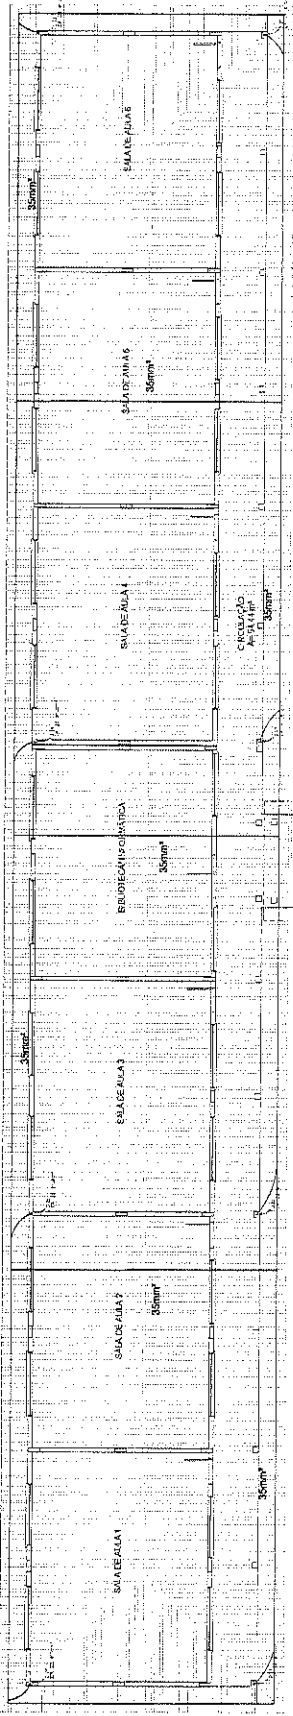 SALA DE AULA 6
35mm²
SALA DE AULA 5
35mm²
SALA DE AULA 4
CIRCULAÇÃO
35mm²
BIBLIOTECA/INFORMÁTICA
35mm²
35mm²
SALA DE AULA 3
SALA DE AULA 2
35mm²
35mm²
SALA DE AULA 1